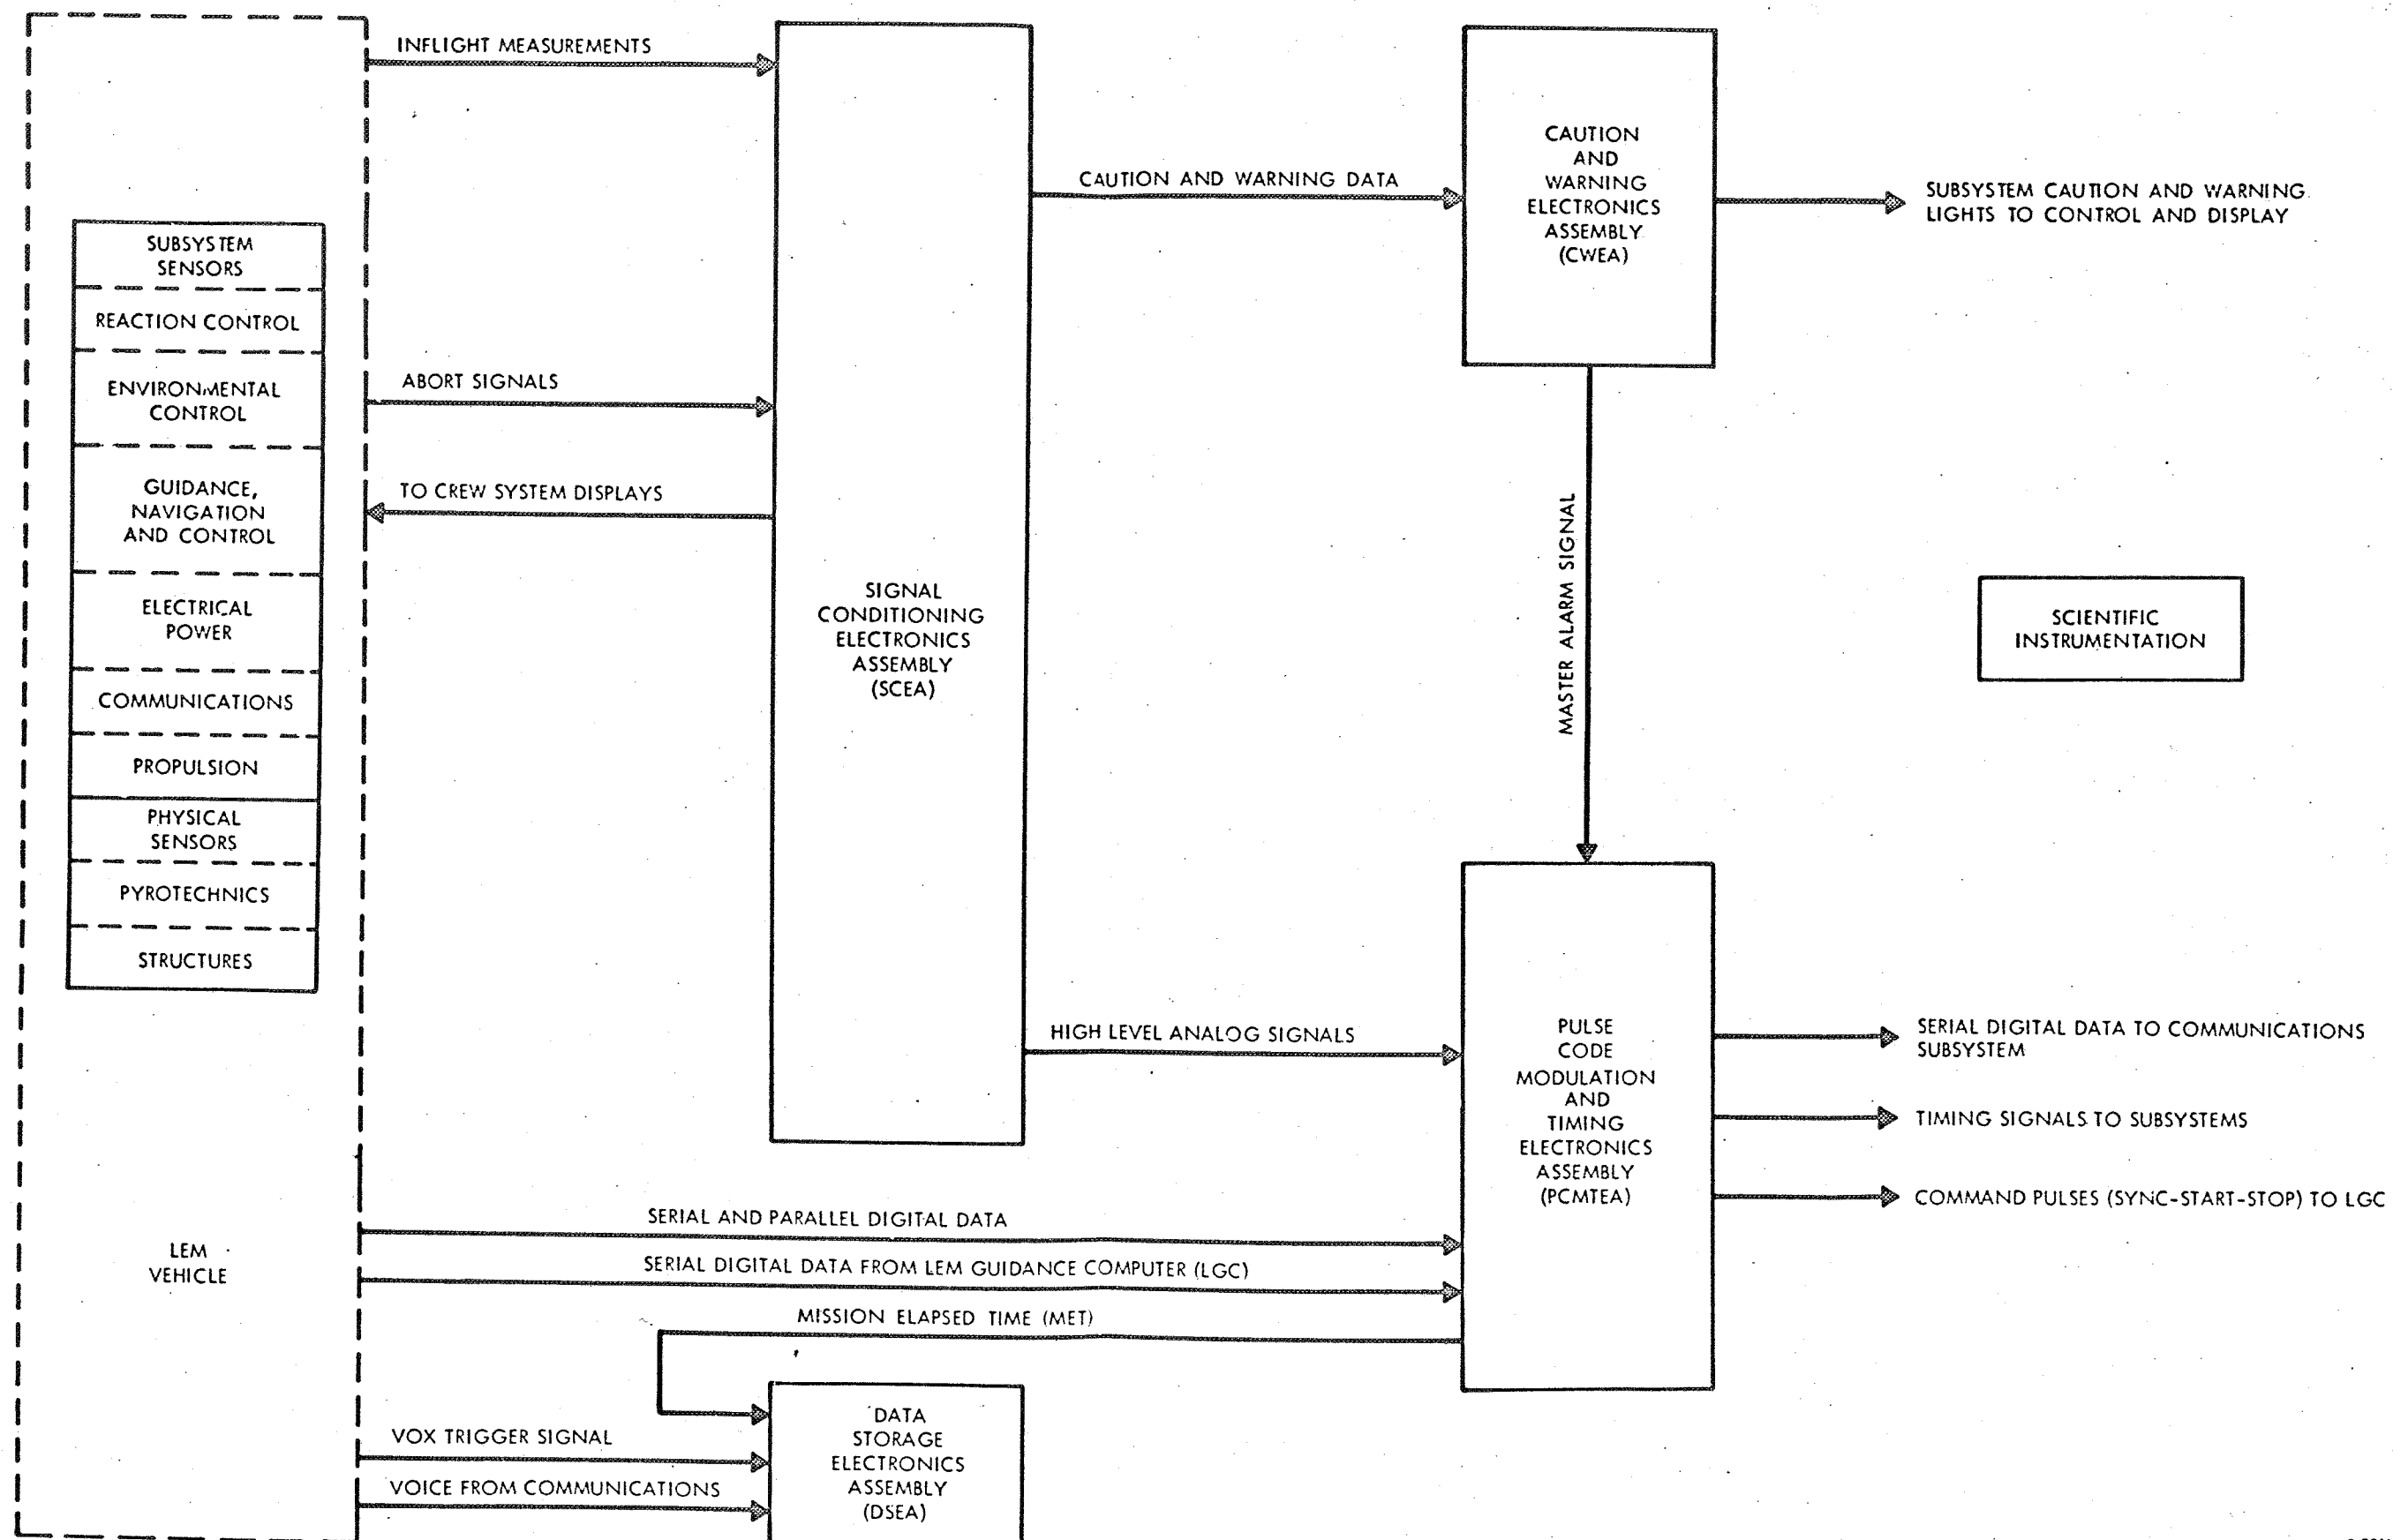 INFLIGHT MEASUREMENTS
ABORT SIGNALS
TO CREW SYSTEM DISPLAYS
SUBSYSTEM
SENSORS
REACTION CONTROL
ENVIRONMENTAL
CONTROL
GUIDANCE,
NAVIGATION
AND CONTROL
ELECTRICAL
POWER
COMMUNICATIONS
PROPULSION
PHYSICAL
SENSORS
PYROTECHNICS
STRUCTURES
LEM
VEHICLE
SIGNAL
CONDITIONING
ELECTRONICS
ASSEMBLY
(SCEA)
CAUTION AND WARNING DATA
CAUTION
AND
WARNING
ELECTRONICS
ASSEMBLY
(CWEA)
SUBSYSTEM CAUTION AND WARNING
LIGHTS TO CONTROL AND DISPLAY
MASTER ALARM SIGNAL
SCIENTIFIC
INSTRUMENTATION
HIGH LEVEL ANALOG SIGNALS
PULSE
CODE
MODULATION
AND
TIMING
ELECTRONICS
ASSEMBLY
(PCMTEA)
SERIAL DIGITAL DATA TO COMMUNICATIONS
SUBSYSTEM
TIMING SIGNALS TO SUBSYSTEMS
COMMAND PULSES (SYNC-START-STOP) TO LGC
SERIAL AND PARALLEL DIGITAL DATA
SERIAL DIGITAL DATA FROM LEM GUIDANCE COMPUTER (LGC)
MISSION ELAPSED TIME (MET)
VOX TRIGGER SIGNAL
VOICE FROM COMMUNICATIONS
DATA
STORAGE
ELECTRONICS
ASSEMBLY
(DSEA)